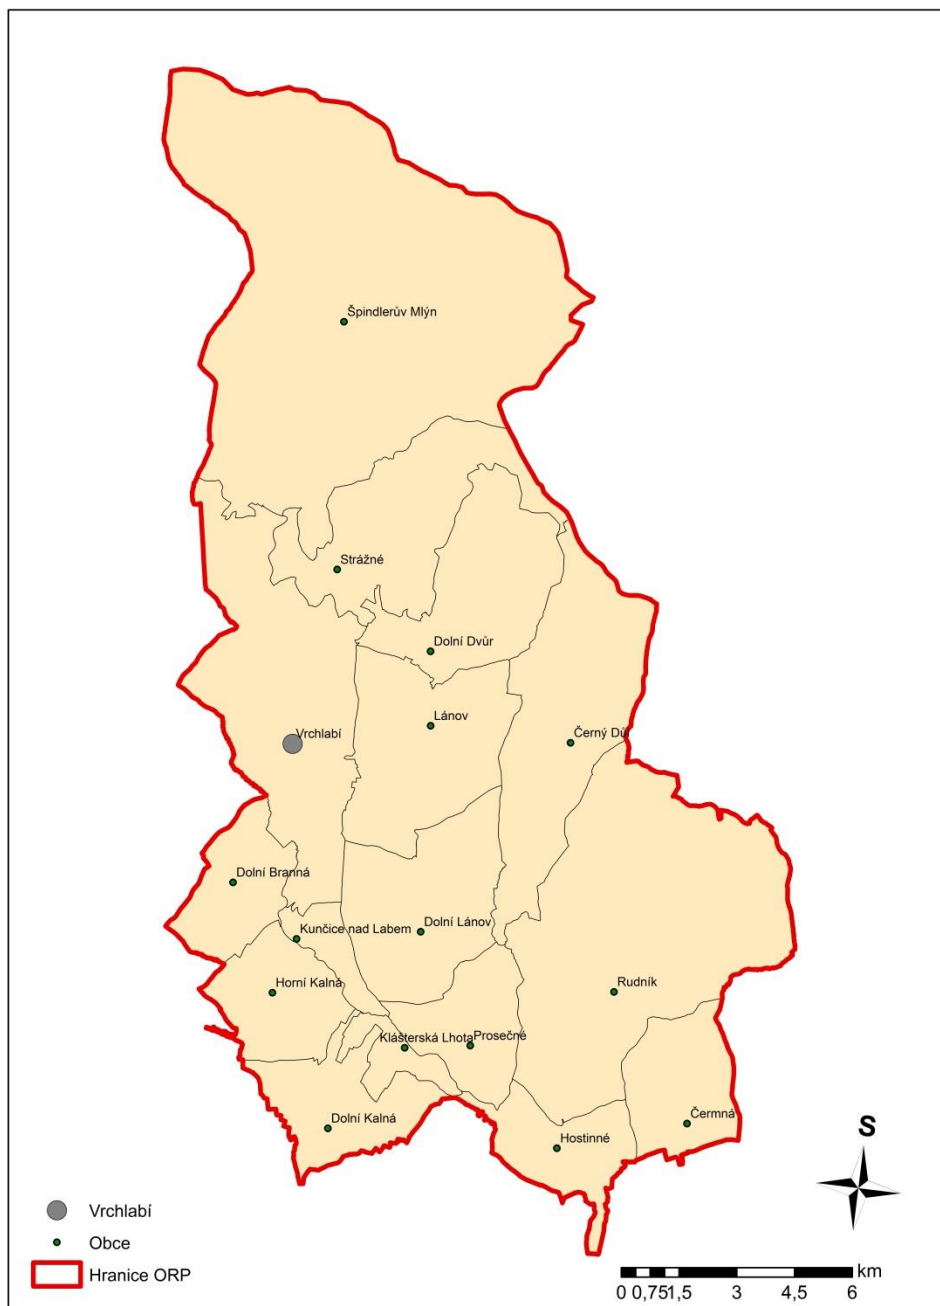 Špindlerův Mlýn
Strážné
Dolní Dvůr
Lánov
Vrchlabí
Černý Důl
Dolní Branná
Kunčice nad Labem
Dolní Lánov
Horní Kalná
Rudník
Klášterská Lhota
Prosečné
Dolní Kalná
Čermná
Hostinné
S
Vrchlabí
Obce
Hranice ORP
km
0 0,75 1,5 3 4,5 6